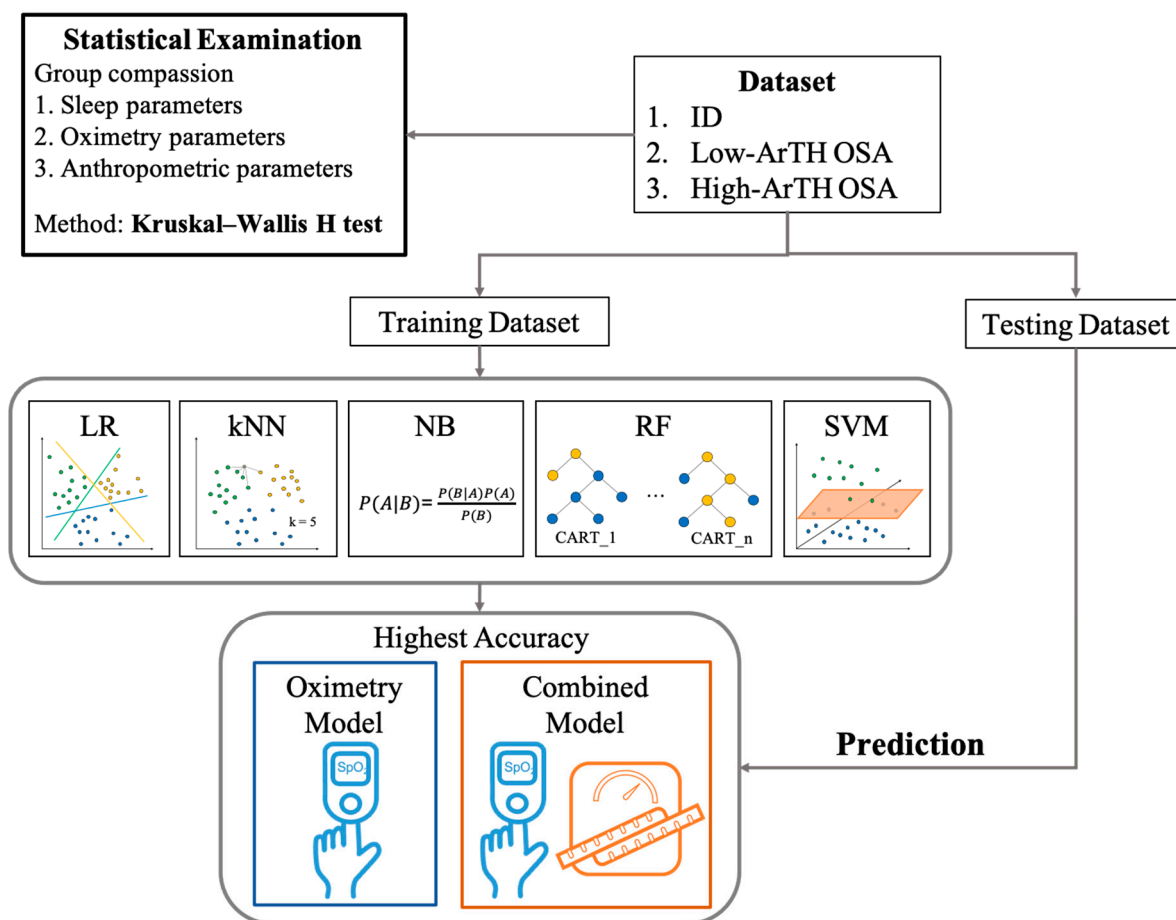 Statistical Examination
Group compassion
1. Sleep parameters
2. Oximetry parameters
3. Anthropometric parameters
Method: Kruskal–Wallis H test
Dataset
1. ID
2. Low-ArTH OSA
3. High-ArTH OSA
Training Dataset
Testing Dataset
LR
kNN
k = 5
NB
P(A|B)=P(B|A)P(A)/P(B)
RF
...
CART_1
CART_n
SVM
Highest Accuracy
Oximetry
Model
SpO₂
Combined
Model
SpO₂
Prediction